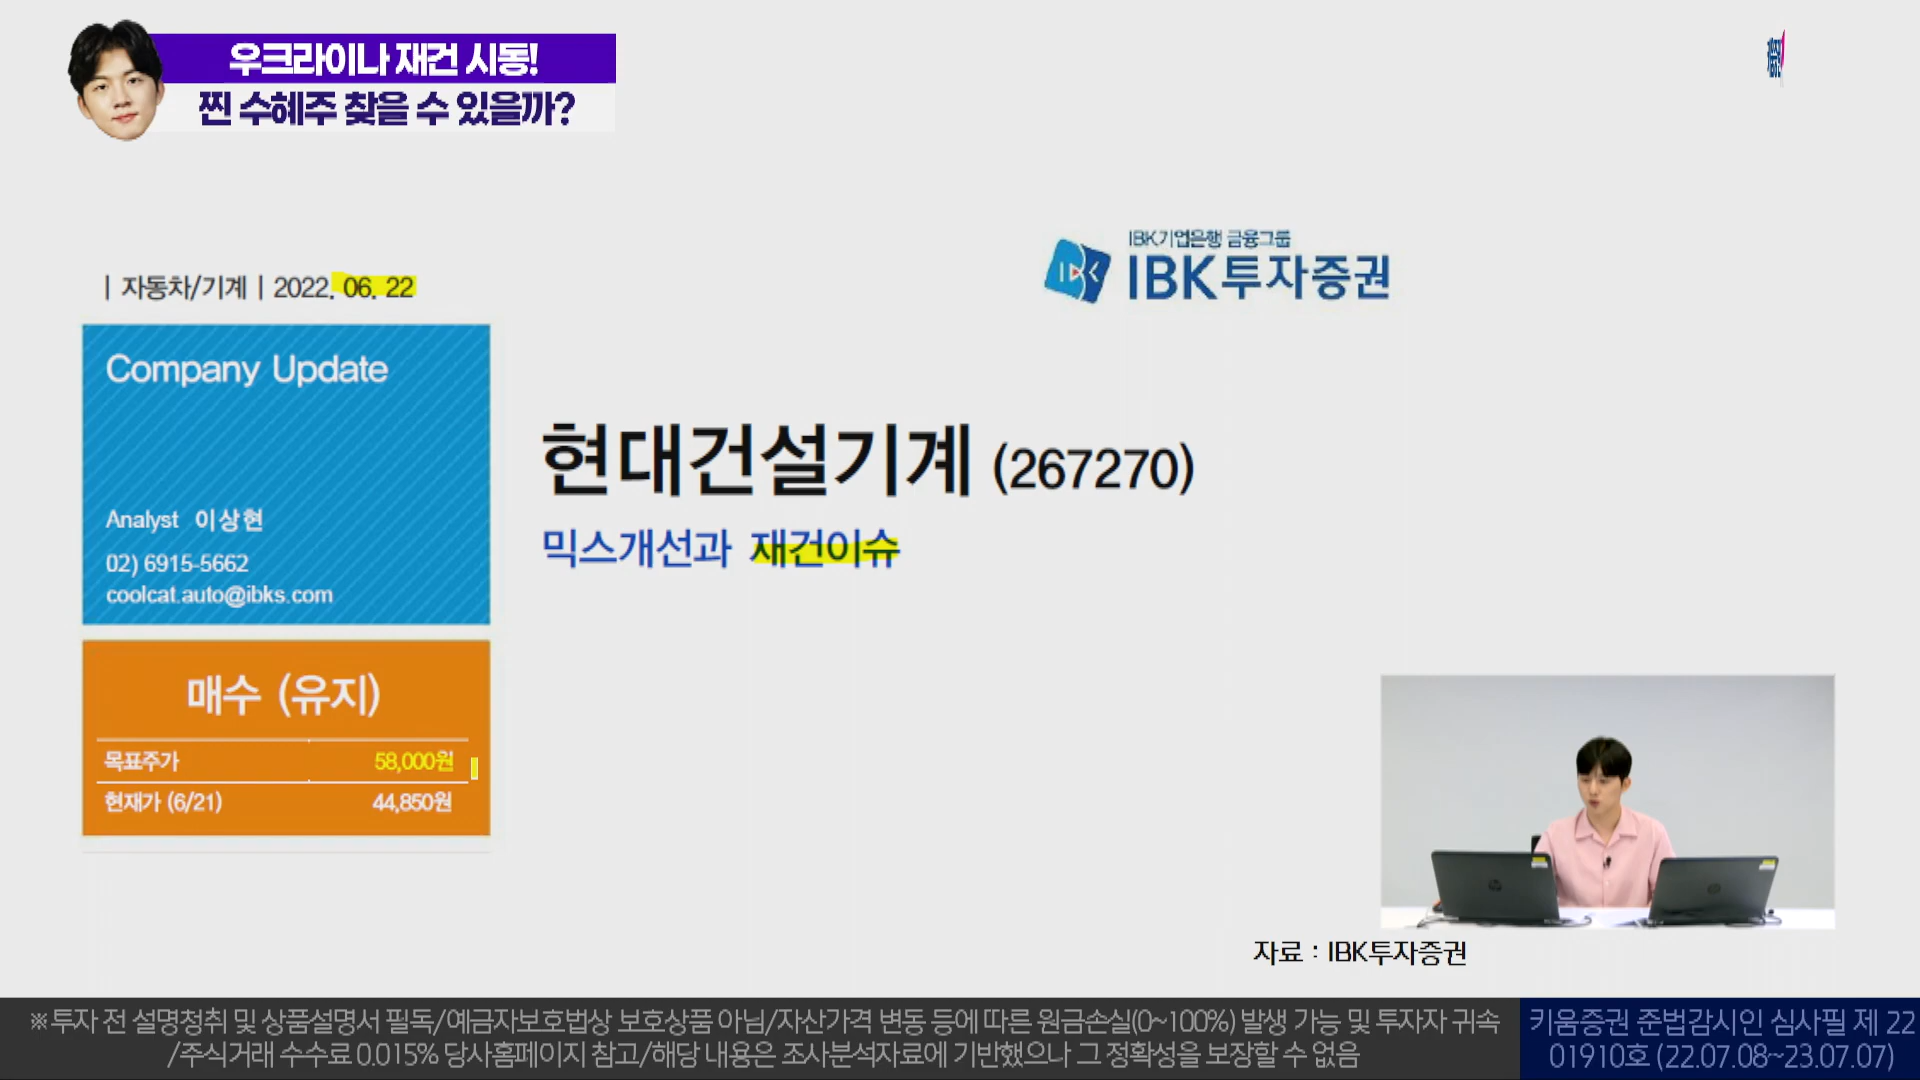 우크라이나 재건 시동!
찐 수혜주 찾을 수 있을까?
IBK기업은행 금융그룹
IBK투자증권
| 자동차/기계 | 2022. 06. 22
Company Update
Analyst 이상현
02) 6915-5662
coolcat.auto@ibks.com
현대건설기계 (267270)
믹스개선과 재건이슈
매수 (유지)
목표주가 58,000원
현재가 (6/21) 44,850원
자료 : IBK투자증권
※투자 전 설명청취 및 상품설명서 필독/예금자보호법상 보호상품 아님/자산가격 변동 등에 따른 원금손실(0~100%) 발생 가능 및 투자자 귀속
/주식거래 수수료 0.015% 당사홈페이지 참고/해당 내용은 조사분석자료에 기반했으나 그 정확성을 보장할 수 없음
키움증권 준법감시인 심사필 제 22
01910호 (22.07.08~23.07.07)